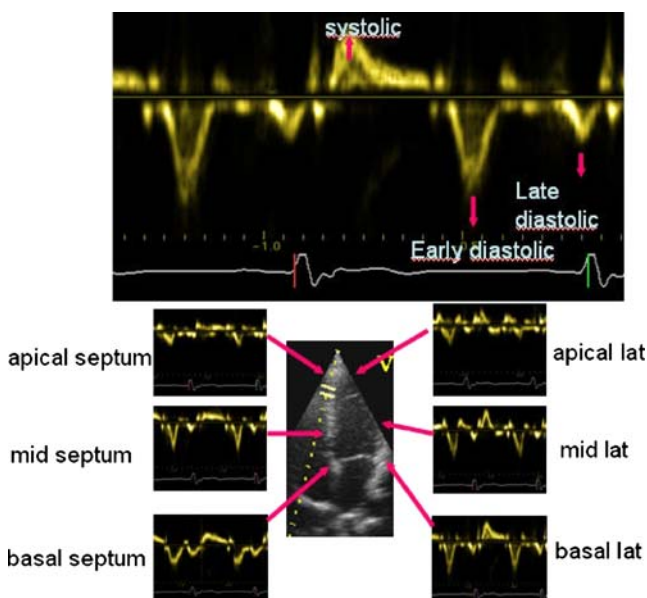 systolic
Late
diastolic
-1.0
Early diastolic
apical septum
apical lat
mid septum
mid lat
basal septum
basal lat
V